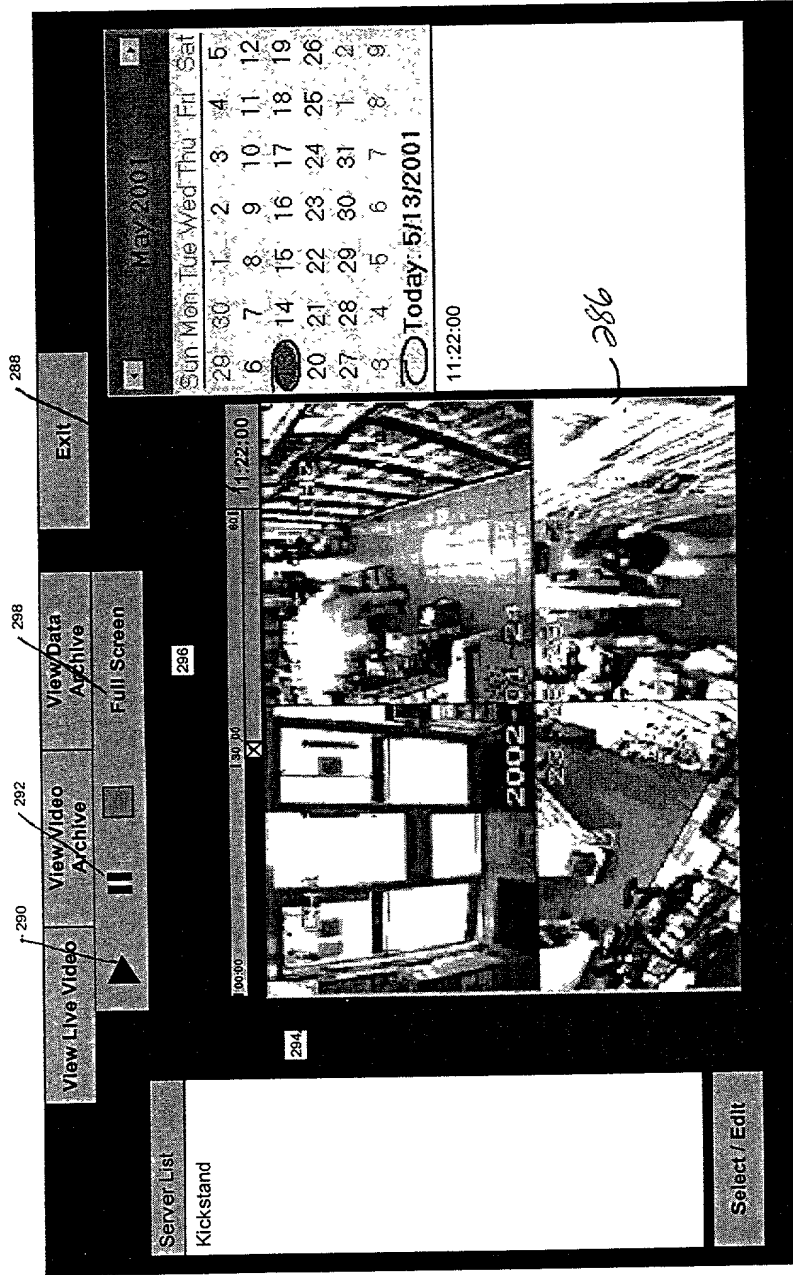 View Live Video
View Video Archive
View Data Archive
Exit
Full Screen
290
292
298
288
296
294
286
Server List
Kickstand
Select / Edit
00:00
30:00
60
11:22:00
2002-01-2
May 2001
Sun Mon Tue Wed Thu Fri Sat
29 30 1 2 3 4 5
6 7 8 9 10 11 12
14 15 16 17 18 19
20 21 22 23 24 25 26
27 28 29 30 31 1 2
3 4 5 6 7 8 9
Today: 5/13/2001
11:22:00